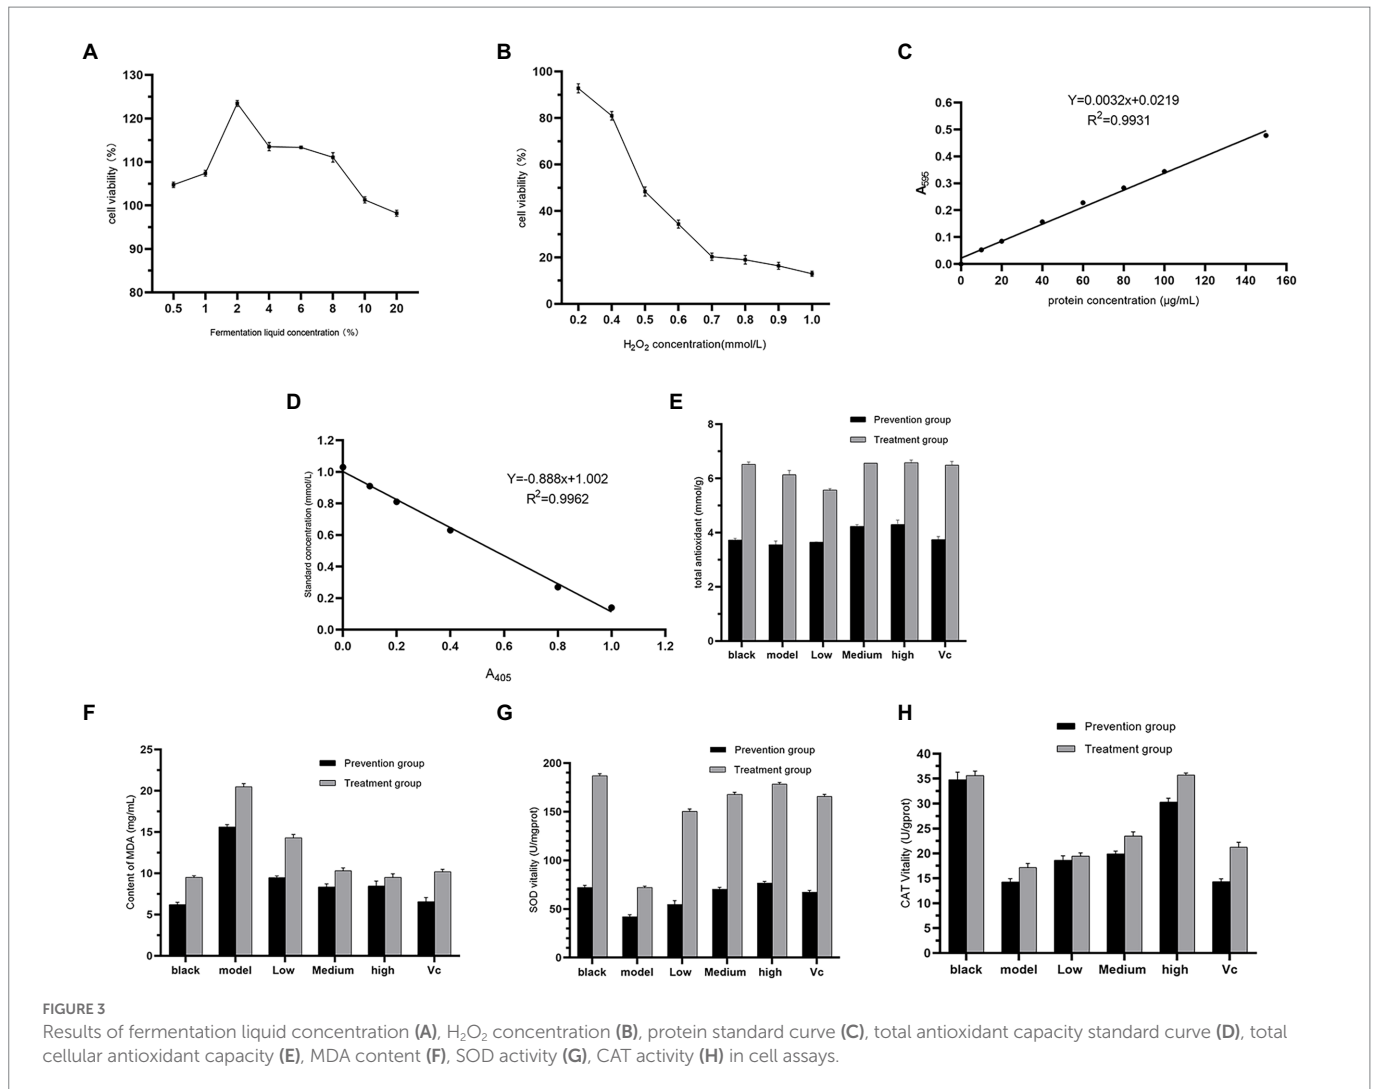 A
130
120
110
100
90
80
cell viability (%)
0.5 1 2 4 6 8 10 20
Fermentation liquid concentration (%)
B
100
80
60
40
20
0
cell viability (%)
0.2 0.4 0.5 0.6 0.7 0.8 0.9 1.0
H₂O₂ concentration(mmol/L)
C
Y=0.0032x+0.0219
R²=0.9931
0.6
0.5
0.4
0.3
0.2
0.1
0.0
A₅₉₅
0 20 40 60 80 100 120 140 160
protein concentration (μg/mL)
D
Y=-0.888x+1.002
R²=0.9962
1.2
1.0
0.8
0.6
0.4
0.2
0.0
Standard concentration (mmol/L)
0.0 0.2 0.4 0.6 0.8 1.0 1.2
A₄₀₅
E
Prevention group
Treatment group
8
6
4
2
0
total antioxidant (mmol/g)
black model Low Medium high Vc
F
Prevention group
Treatment group
25
20
15
10
5
0
Content of MDA (mg/mL)
black model Low Medium high Vc
G
Prevention group
Treatment group
200
150
100
50
0
SOD vitality (U/mgprot)
black model Low Medium high Vc
H
Prevention group
Treatment group
40
35
30
25
20
15
10
5
0
CAT Vitality (U/gprot)
black model Low Medium high Vc
FIGURE 3
Results of fermentation liquid concentration (A), H₂O₂ concentration (B), protein standard curve (C), total antioxidant capacity standard curve (D), total
cellular antioxidant capacity (E), MDA content (F), SOD activity (G), CAT activity (H) in cell assays.